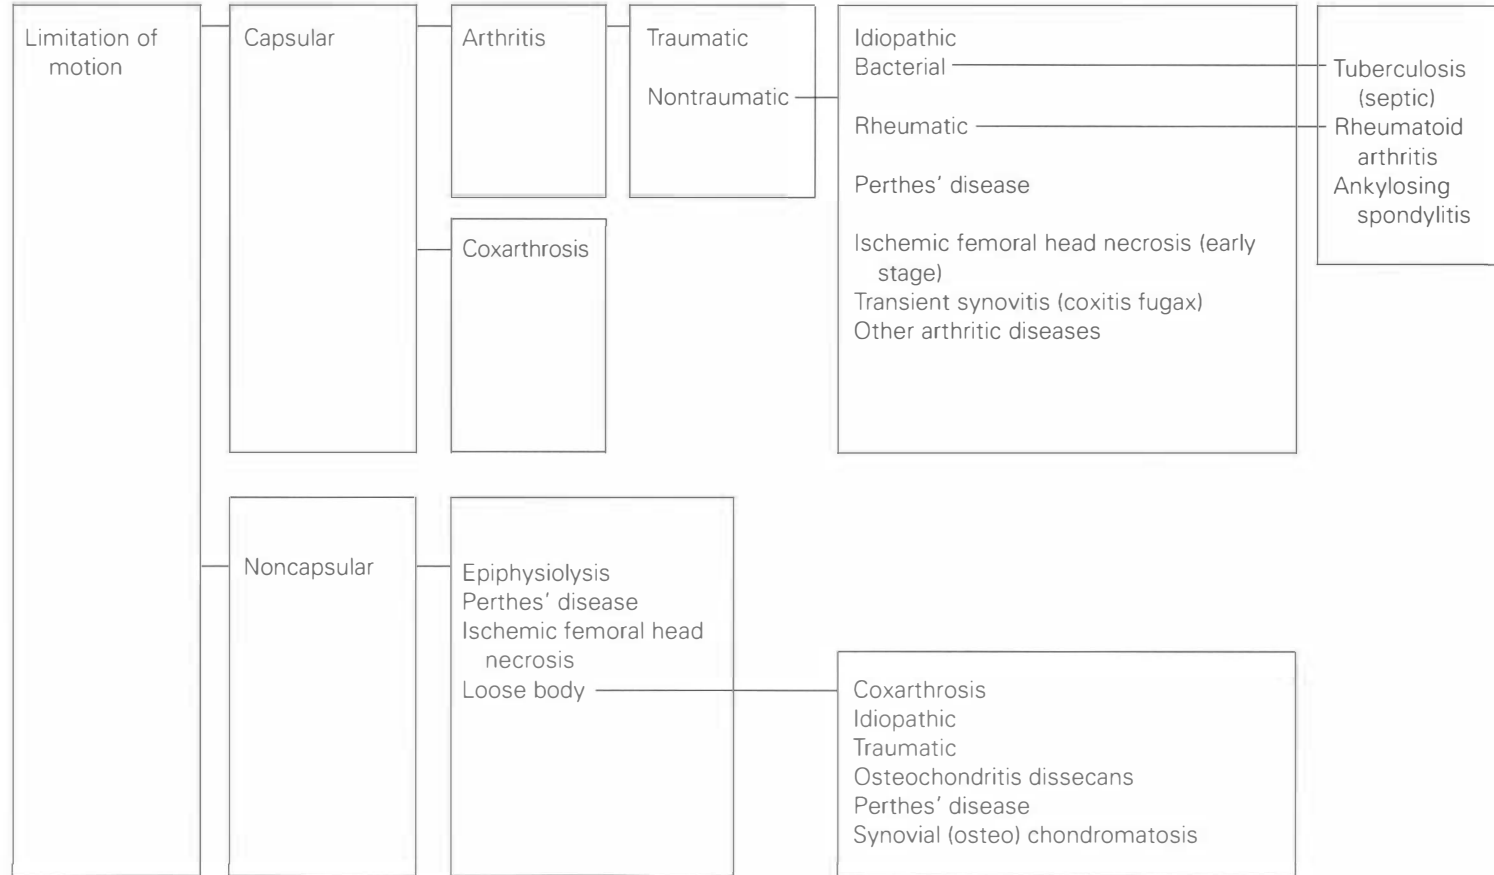 Limitation of
motion
Capsular
Arthritis
Traumatic
Nontraumatic
Idiopathic
Bacterial
Rheumatic
Perthes' disease
Ischemic femoral head necrosis (early
stage)
Transient synovitis (coxitis fugax)
Other arthritic diseases
Tuberculosis
(septic)
Rheumatoid
arthritis
Ankylosing
spondylitis
Coxarthrosis
Noncapsular
Epiphysiolysis
Perthes' disease
Ischemic femoral head
necrosis
Loose body
Coxarthrosis
Idiopathic
Traumatic
Osteochondritis dissecans
Perthes' disease
Synovial (osteo) chondromatosis